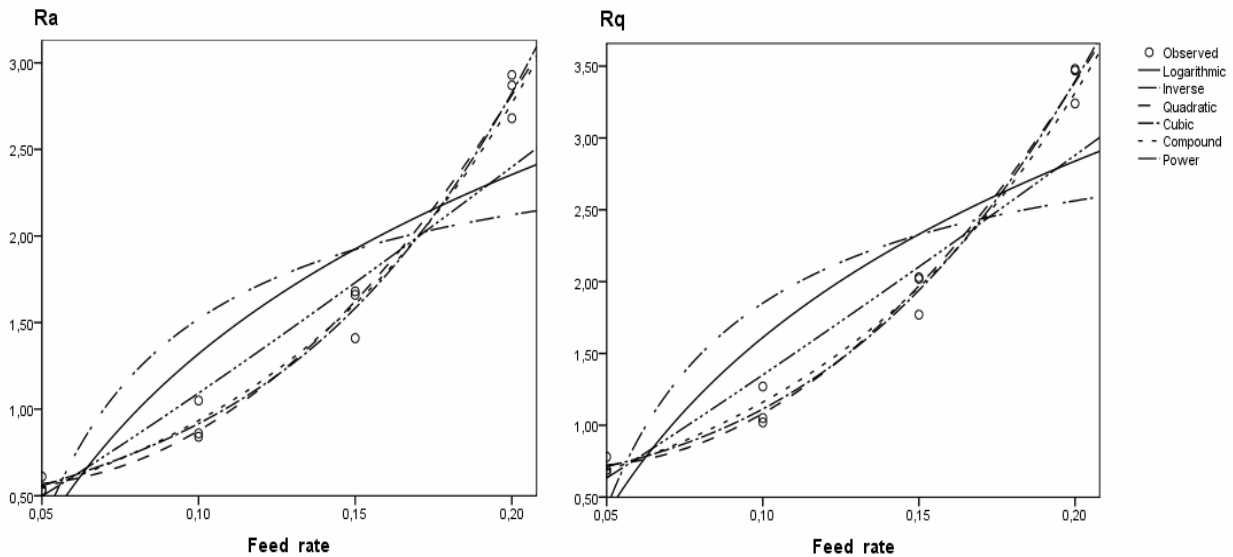 Ra
3,00
2,50
2,00
1,50
1,00
0,50
0,05
0,10
0,15
0,20
Feed rate
Rq
3,50
3,00
2,50
2,00
1,50
1,00
0,50
0,05
0,10
0,15
0,20
Feed rate
Observed
Logarithmic
Inverse
Quadratic
Cubic
Compound
Power